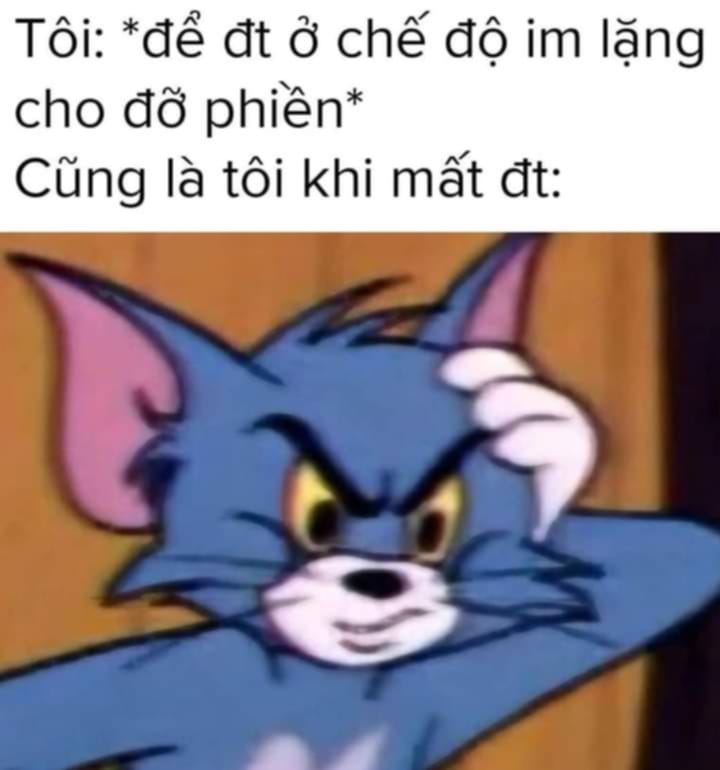 Tôi: *để đt ở chế độ im lặng
cho đỡ phiền*
Cũng là tôi khi mất đt: